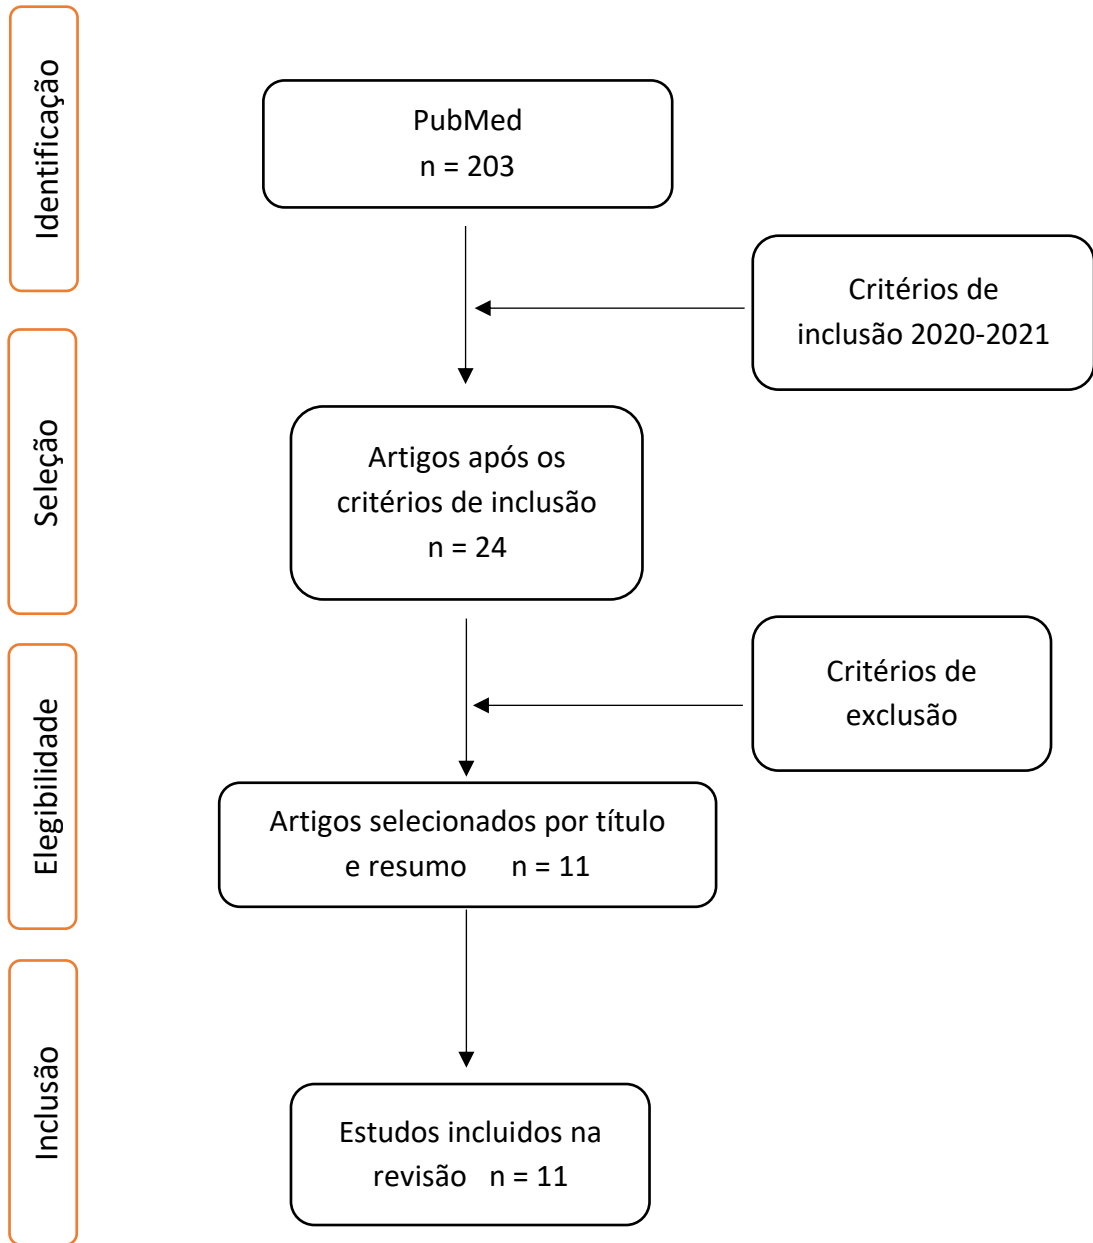 Identificação
PubMed
n = 203
Critérios de
inclusão 2020-2021
Seleção
Artigos após os
critérios de inclusão
n = 24
Critérios de
exclusão
Elegibilidade
Artigos selecionados por título
e resumo n = 11
Inclusão
Estudos incluidos na
revisão n = 11